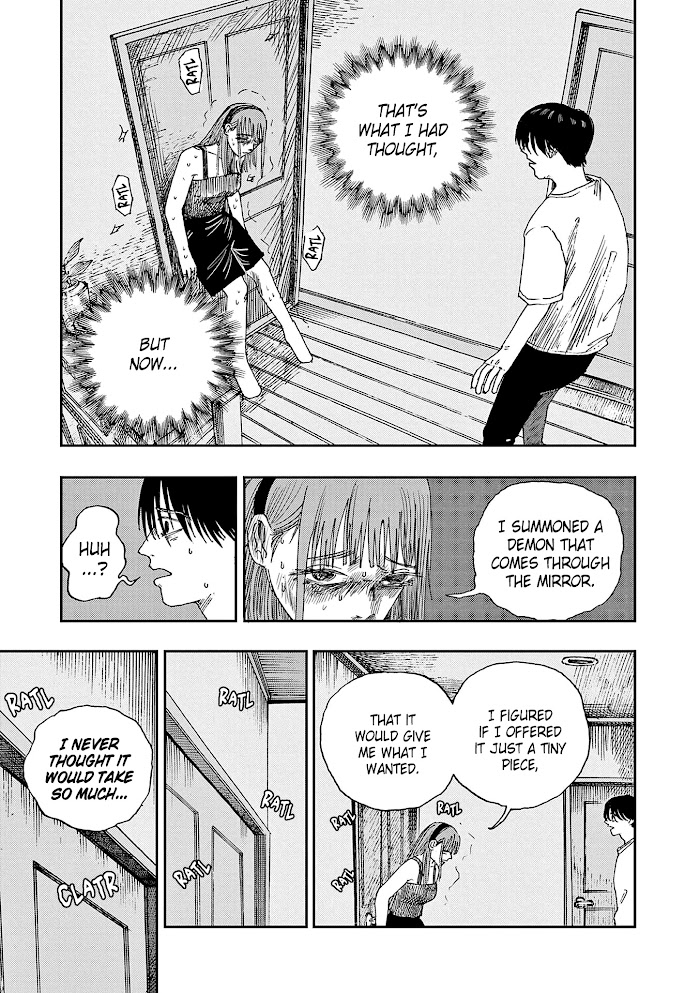 THAT'S
WHAT I HAD
THOUGHT,
RATL
RATL
RATL
BUT
NOW...
I SUMMONED A
DEMON THAT
COMES THROUGH
THE MIRROR.
HUH
...?
I FIGURED
IF I OFFERED
IT JUST A TINY
PIECE,
THAT IT
WOULD GIVE
ME WHAT I
WANTED.
RATL
RATL
RATL
RATL
RATL
RATL
RATL
I NEVER
THOUGHT IT
WOULD TAKE
SO MUCH...
CLATR